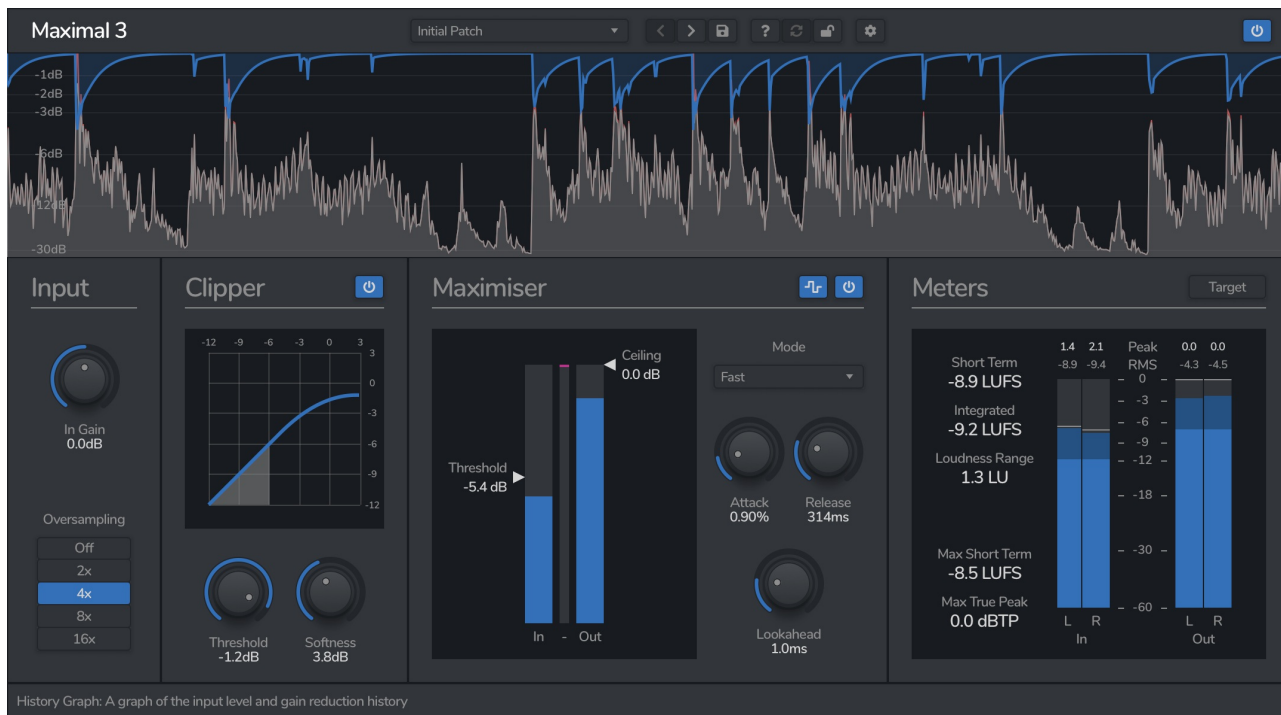 Maximal 3
Initial Patch
?
-1dB
-2dB
-3dB
-6dB
-12dB
-30dB
Input
In Gain
0.0dB
Oversampling
Off
2x
4x
8x
16x
Clipper
-12 -9 -6 -3 0 3
3
0
-3
-6
-9
-12
Threshold
-1.2dB
Softness
3.8dB
Maximiser
Ceiling
0.0 dB
Threshold
-5.4 dB
In - Out
Mode
Fast
Attack
0.90%
Release
314ms
Lookahead
1.0ms
Meters
Target
Short Term
-8.9 LUFS
Integrated
-9.2 LUFS
Loudness Range
1.3 LU
Max Short Term
-8.5 LUFS
Max True Peak
0.0 dBTP
1.4 2.1 Peak 0.0 0.0
-8.9 -9.4 RMS -4.3 -4.5
0
-3
-6
-9
-12
-18
-30
-60
L R L R
In Out
History Graph: A graph of the input level and gain reduction history